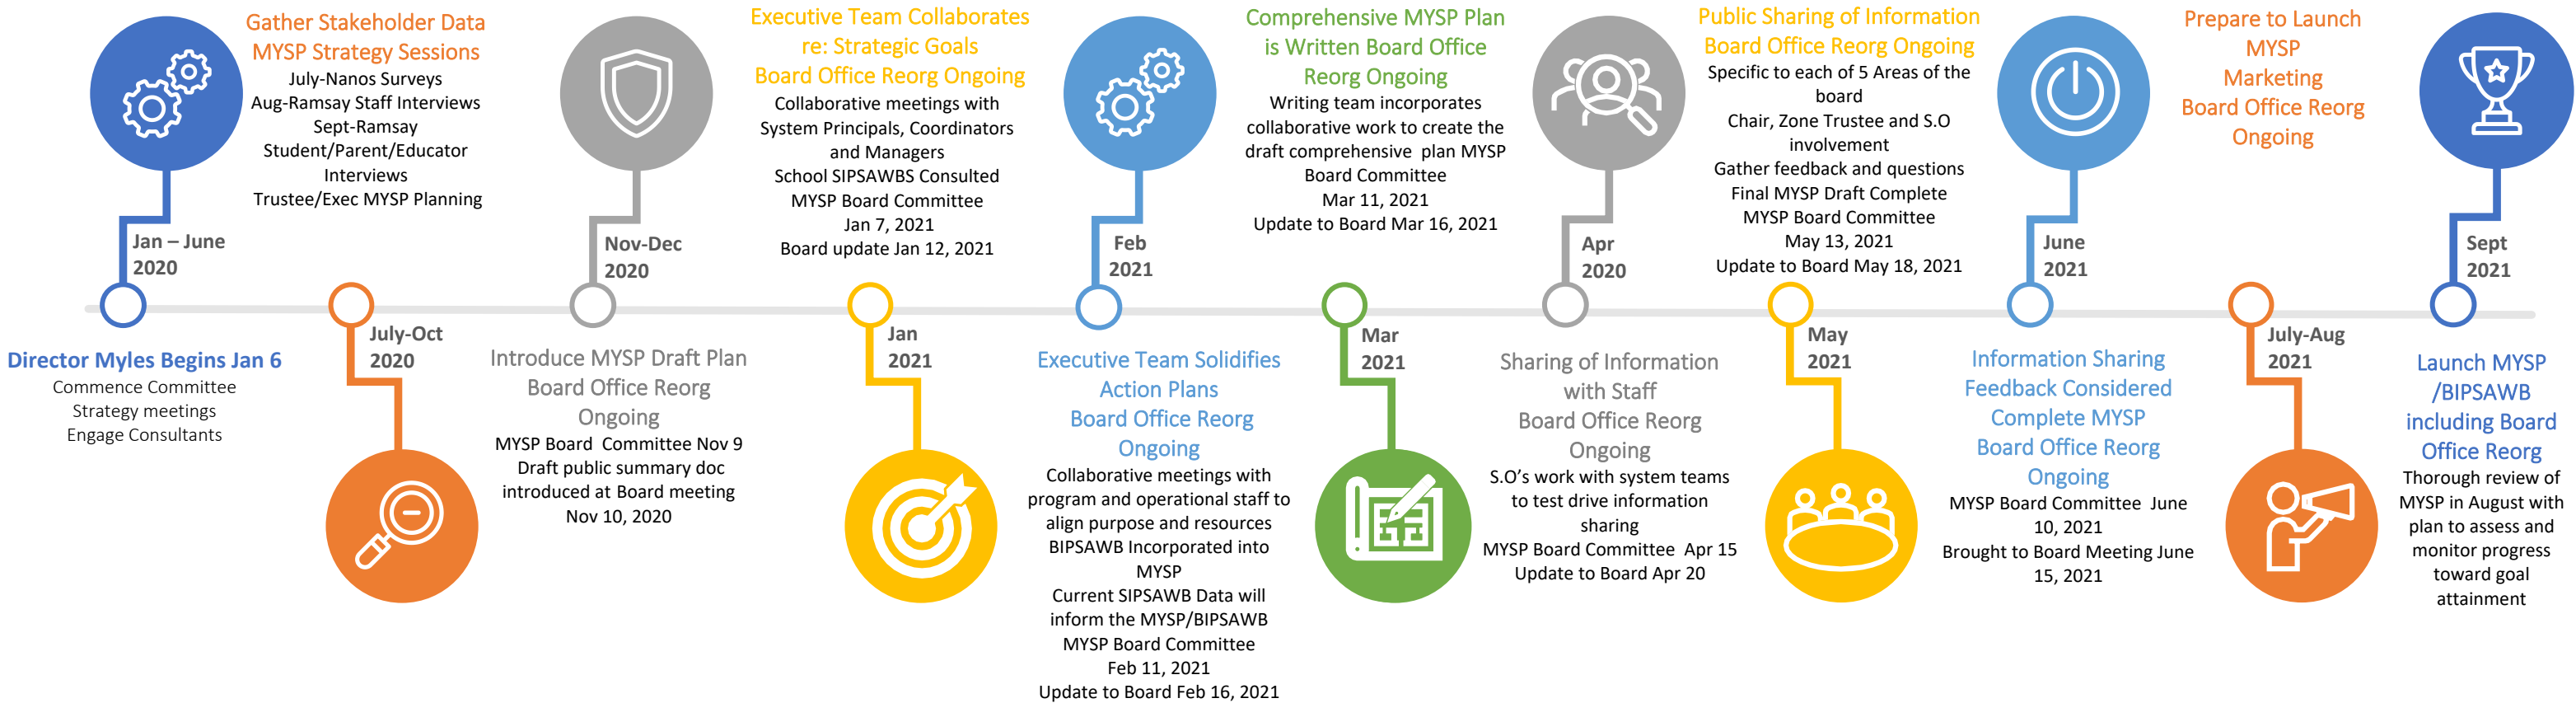 Director Myles Begins Jan 6
Commence Committee
Strategy meetings
Engage Consultants
Jan – June
2020
Gather Stakeholder Data
MYSP Strategy Sessions
July-Nanos Surveys
Aug-Ramsay Staff Interviews
Sept-Ramsay
Student/Parent/Educator
Interviews
Trustee/Exec MYSP Planning
July-Oct
2020
Nov-Dec
2020
Introduce MYSP Draft Plan
Board Office Reorg
Ongoing
MYSP Board  Committee Nov 9
Draft public summary doc
introduced at Board meeting
Nov 10, 2020
Executive Team Collaborates
re: Strategic Goals
Board Office Reorg Ongoing
Collaborative meetings with
System Principals, Coordinators
and Managers
School SIPSAWBS Consulted
MYSP Board Committee
Jan 7, 2021
Board update Jan 12, 2021
Jan
2021
Feb
2021
Executive Team Solidifies
Action Plans
Board Office Reorg
Ongoing
Collaborative meetings with
program and operational staff to
align purpose and resources
BIPSAWB Incorporated into
MYSP
Current SIPSAWB Data will
inform the MYSP/BIPSAWB
MYSP Board Committee
Feb 11, 2021
Update to Board Feb 16, 2021
Comprehensive MYSP Plan
is Written Board Office
Reorg Ongoing
Writing team incorporates
collaborative work to create the
draft comprehensive  plan MYSP
Board Committee
Mar 11, 2021
Update to Board Mar 16, 2021
Mar
2021
Apr
2020
Sharing of Information
with Staff
Board Office Reorg
Ongoing
S.O’s work with system teams
to test drive information
sharing
MYSP Board Committee  Apr 15
Update to Board Apr 20
Public Sharing of Information
Board Office Reorg Ongoing
Specific to each of 5 Areas of the
board
Chair, Zone Trustee and S.O
involvement
Gather feedback and questions
Final MYSP Draft Complete
MYSP Board Committee
May 13, 2021
Update to Board May 18, 2021
May
2021
June
2021
Information Sharing
Feedback Considered
Complete MYSP
Board Office Reorg
Ongoing
MYSP Board Committee  June
10, 2021
Brought to Board Meeting June
15, 2021
Prepare to Launch
MYSP
Marketing
Board Office Reorg
Ongoing
July-Aug
2021
Sept
2021
Launch MYSP
/BIPSAWB
including Board
Office Reorg
Thorough review of
MYSP in August with
plan to assess and
monitor progress
toward goal
attainment